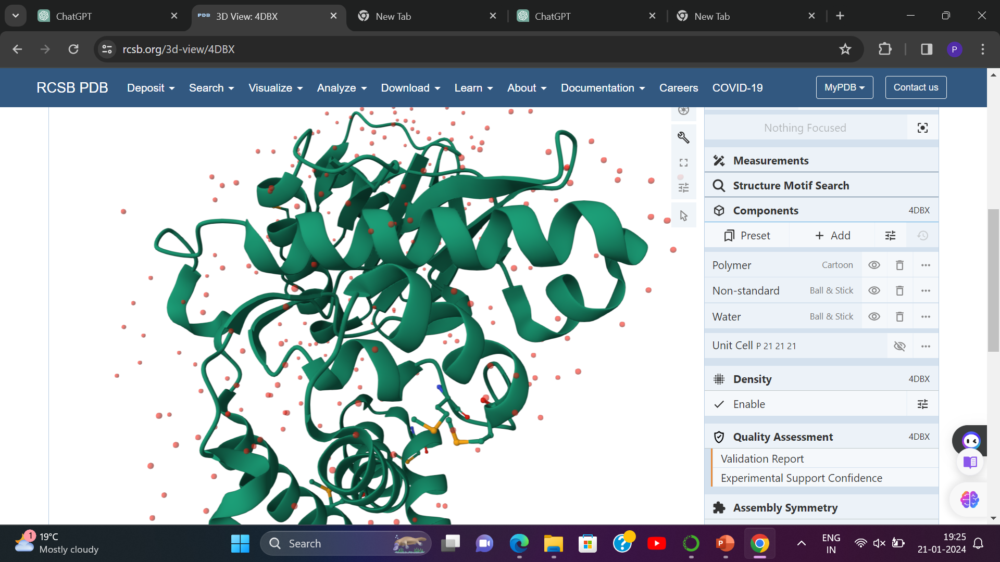 ChatGPT
PDB 3D View: 4DBX
New Tab
ChatGPT
New Tab
rcsb.org/3d-view/4DBX
P
RCSB PDB Deposit Search Visualize Analyze Download Learn About Documentation Careers COVID-19 MyPDB Contact us
Nothing Focused
Measurements
Structure Motif Search
Components 4DBX
Preset + Add
Polymer Cartoon
Non-standard Ball & Stick
Water Ball & Stick
Unit Cell P 21 21 21
Density 4DBX
Enable
Quality Assessment 4DBX
Validation Report
Experimental Support Confidence
Assembly Symmetry
1
19°C
Mostly cloudy
Search
P
ENG
IN
19:25
21-01-2024